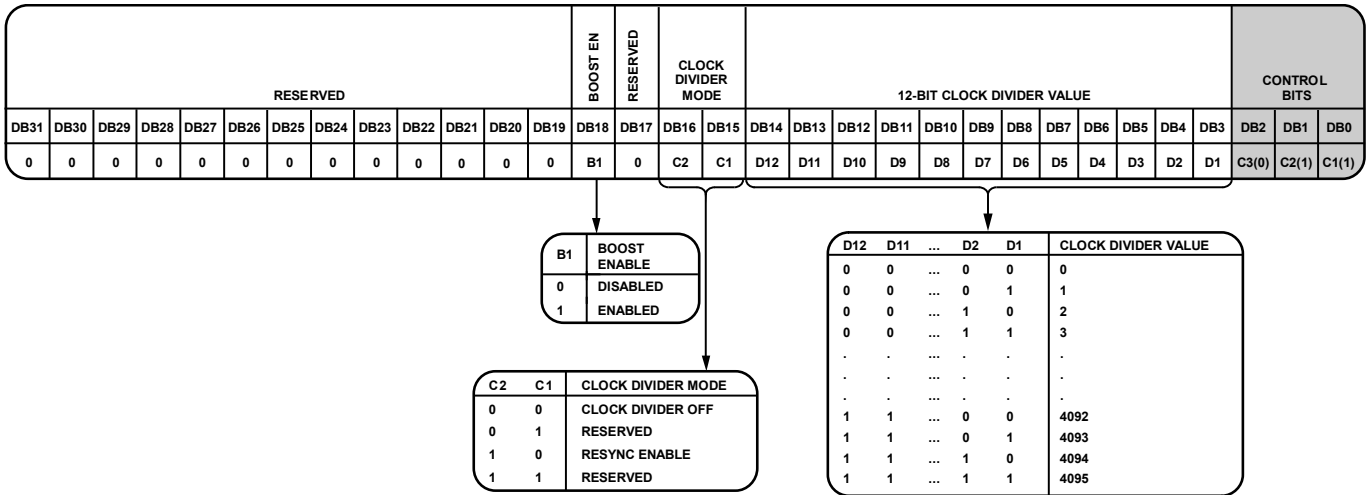 BOOST EN
RESERVED
CLOCK
DIVIDER
MODE
CONTROL
BITS
RESERVED
12-BIT CLOCK DIVIDER VALUE
DB31 DB30 DB29 DB28 DB27 DB26 DB25 DB24 DB23 DB22 DB21 DB20 DB19 DB18 DB17 DB16 DB15 DB14 DB13 DB12 DB11 DB10 DB9 DB8 DB7 DB6 DB5 DB4 DB3 DB2 DB1 DB0
0 0 0 0 0 0 0 0 0 0 0 0 0 B1 0 C2 C1 D12 D11 D10 D9 D8 D7 D6 D5 D4 D3 D2 D1 C3(0) C2(1) C1(1)
B1 BOOST
ENABLE
0 DISABLED
1 ENABLED
C2 C1 CLOCK DIVIDER MODE
0 0 CLOCK DIVIDER OFF
0 1 RESERVED
1 0 RESYNC ENABLE
1 1 RESERVED
D12 D11 ... D2 D1 CLOCK DIVIDER VALUE
0 0 ... 0 0 0
0 0 ... 0 1 1
0 0 ... 1 0 2
0 0 ... 1 1 3
. . ... . . .
. . ... . . .
. . ... . . .
1 1 ... 0 0 4092
1 1 ... 0 1 4093
1 1 ... 1 0 4094
1 1 ... 1 1 4095